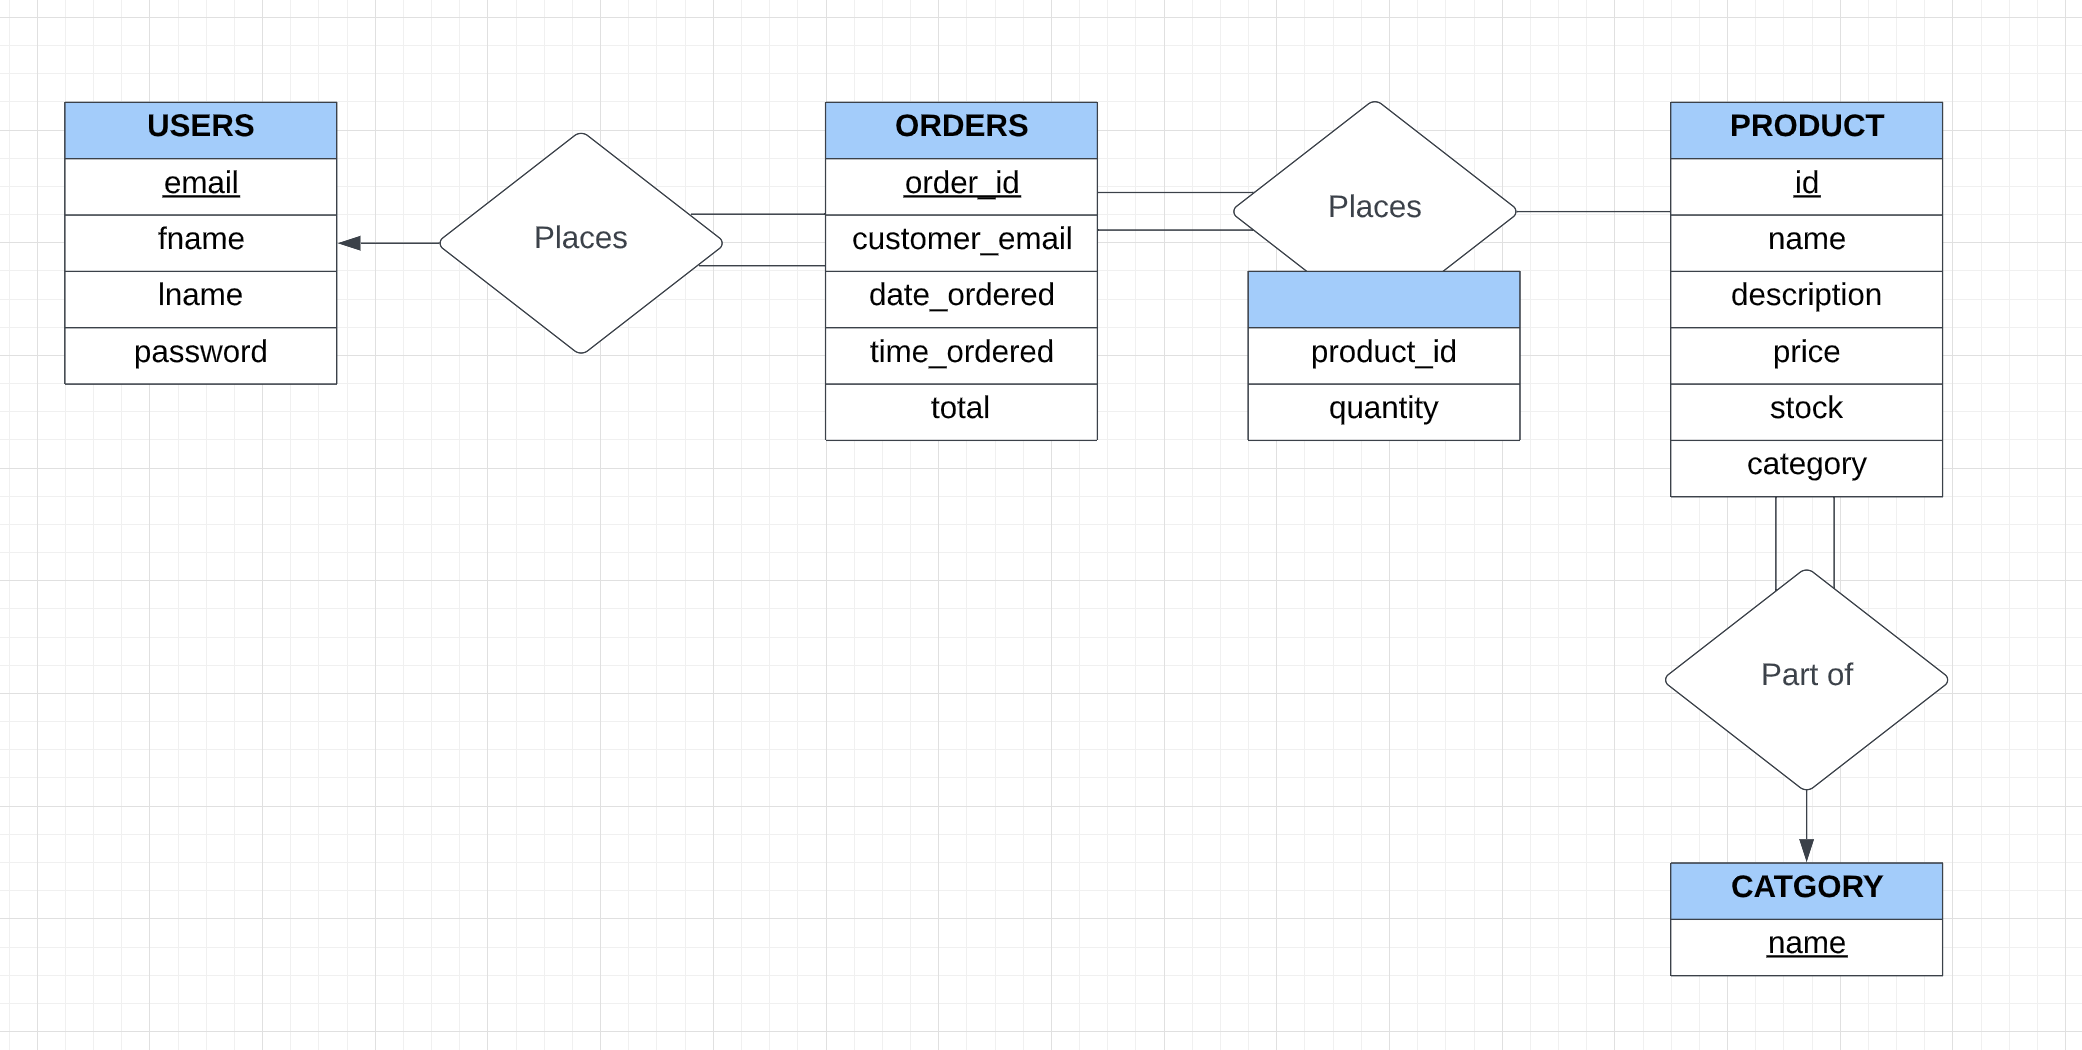 USERS
email
fname
lname
password
Places
ORDERS
order_id
customer_email
date_ordered
time_ordered
total
Places
product_id
quantity
PRODUCT
id
name
description
price
stock
category
Part of
CATGORY
name